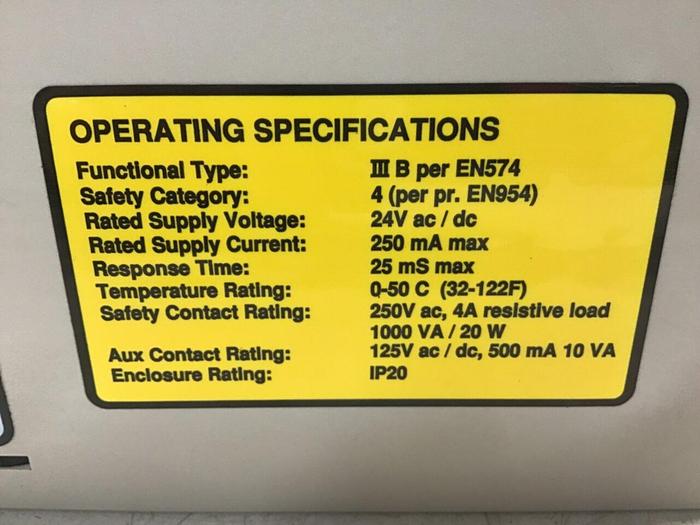 OPERATING SPECIFICATIONS
Functional Type: III B per EN574
Safety Category: 4 (per pr. EN954)
Rated Supply Voltage: 24V ac / dc
Rated Supply Current: 250 mA max
Response Time: 25 mS max
Temperature Rating: 0-50 C (32-122F)
Safety Contact Rating: 250V ac, 4A resistive load
1000 VA / 20 W
Aux Contact Rating: 125V ac / dc, 500 mA 10 VA
Enclosure Rating: IP20